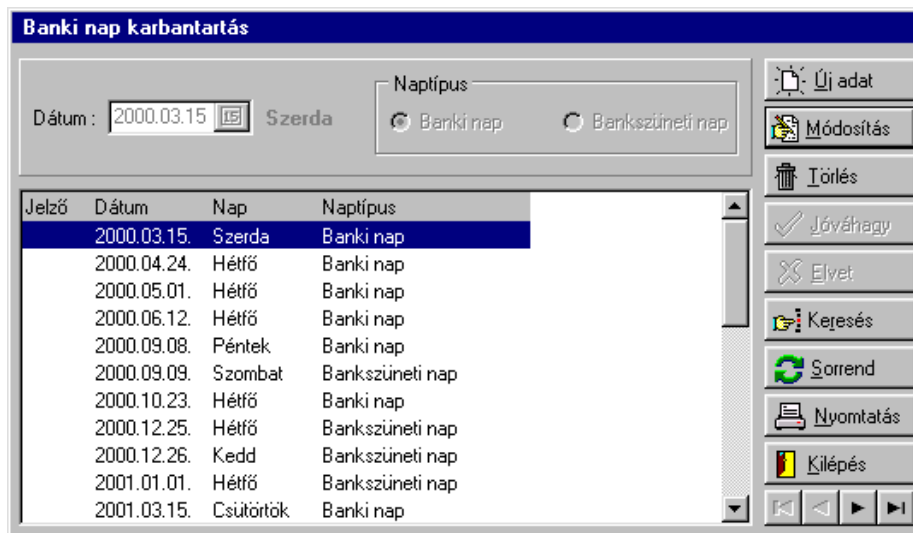 Banki nap karbantartás
Dátum : 2000.03.15 15 Szerda
Naptípus
Banki nap Bankszüneti nap
Jelző Dátum Nap Naptípus
2000.03.15. Szerda Banki nap
2000.04.24. Hétfő Banki nap
2000.05.01. Hétfő Banki nap
2000.06.12. Hétfő Banki nap
2000.09.08. Péntek Banki nap
2000.09.09. Szombat Bankszüneti nap
2000.10.23. Hétfő Banki nap
2000.12.25. Hétfő Bankszüneti nap
2000.12.26. Kedd Bankszüneti nap
2001.01.01. Hétfő Bankszüneti nap
2001.03.15. Csütörtök Banki nap
Új adat
Módosítás
Törlés
Jóváhagy
Elvet
Keresés
Sorrend
Nyomtatás
Kilépés